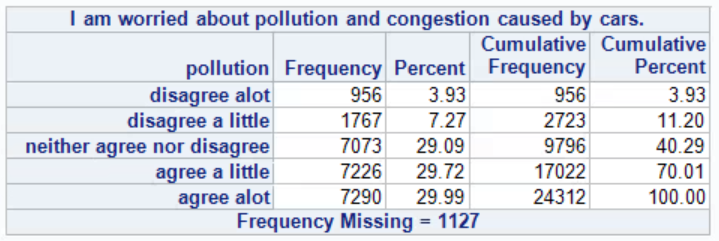 I am worried about pollution and congestion caused by cars.
pollution Frequency Percent Cumulative Frequency Cumulative Percent
disagree alot 956 3.93 956 3.93
disagree a little 1767 7.27 2723 11.20
neither agree nor disagree 7073 29.09 9796 40.29
agree a little 7226 29.72 17022 70.01
agree alot 7290 29.99 24312 100.00
Frequency Missing = 1127